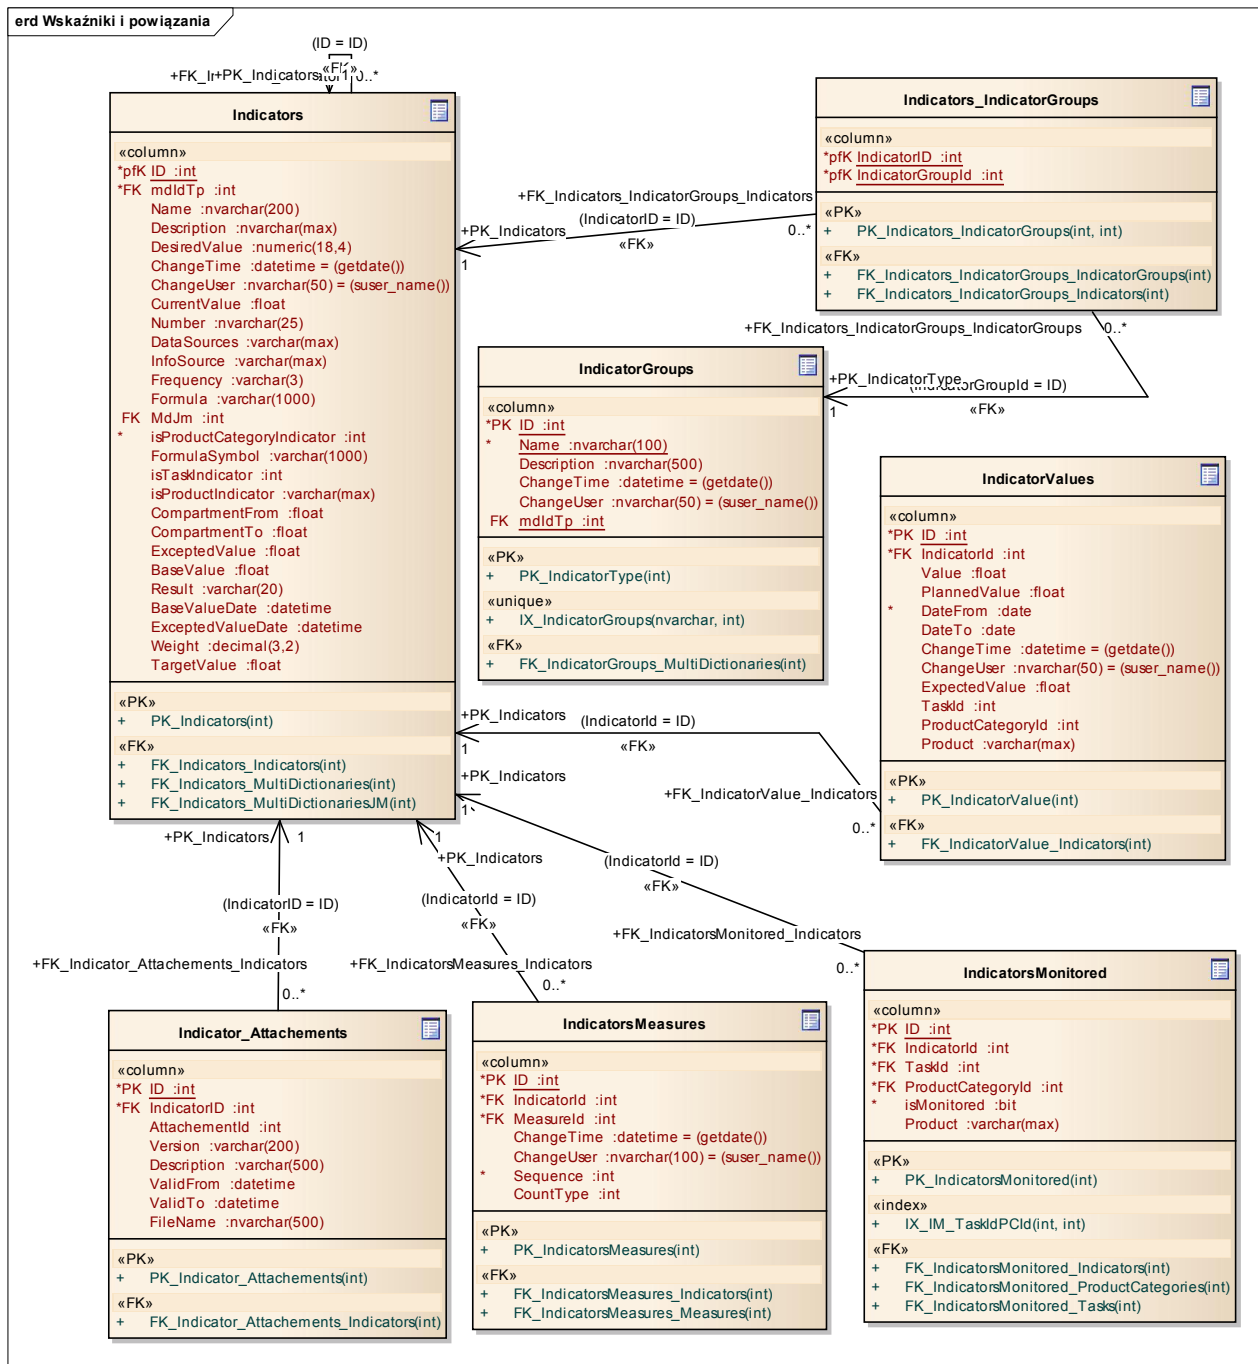 erd Wskaźniki i powiązania
(ID = ID)
«FK»
+PK_Indicators
1
0..*
Indicators
«column»
*pfK ID :int
*FK mdIdTp :int
Name :nvarchar(200)
Description :nvarchar(max)
DesiredValue :numeric(18,4)
ChangeTime :datetime = (getdate())
ChangeUser :nvarchar(50) = (suser_name())
CurrentValue :float
Number :nvarchar(25)
DataSources :varchar(max)
InfoSource :varchar(max)
Frequency :varchar(3)
Formula :varchar(1000)
FK MdJm :int
* isProductCategoryIndicator :int
FormulaSymbol :varchar(1000)
isTaskIndicator :int
isProductIndicator :varchar(max)
CompartmentFrom :float
CompartmentTo :float
ExceptedValue :float
BaseValue :float
Result :varchar(20)
BaseValueDate :datetime
ExceptedValueDate :datetime
Weight :decimal(3,2)
TargetValue :float
«PK»
+ PK_Indicators(int)
«FK»
+ FK_Indicators_Indicators(int)
+ FK_Indicators_MultiDictionaries(int)
+ FK_Indicators_MultiDictionariesJM(int)
Indicators_IndicatorGroups
«column»
*pfK IndicatorID :int
*pfK IndicatorGroupId :int
«PK»
+ PK_Indicators_IndicatorGroups(int, int)
«FK»
+ FK_Indicators_IndicatorGroups_IndicatorGroups(int)
+ FK_Indicators_IndicatorGroups_Indicators(int)
+FK_Indicators_IndicatorGroups_Indicators
(IndicatorID = ID)
0..*
+PK_Indicators
«FK»
1
+FK_Indicators_IndicatorGroups_IndicatorGroups
0..*
+PK_IndicatorType
(IndicatorGroupId = ID)
1
«FK»
IndicatorGroups
«column»
*PK ID :int
* Name :nvarchar(100)
Description :nvarchar(500)
ChangeTime :datetime = (getdate())
ChangeUser :nvarchar(50) = (suser_name())
FK mdIdTp :int
«PK»
+ PK_IndicatorType(int)
«unique»
+ IX_IndicatorGroups(nvarchar, int)
«FK»
+ FK_IndicatorGroups_MultiDictionaries(int)
IndicatorValues
«column»
*PK ID :int
*FK IndicatorId :int
Value :float
PlannedValue :float
* DateFrom :date
DateTo :date
ChangeTime :datetime = (getdate())
ChangeUser :nvarchar(50) = (suser_name())
ExpectedValue :float
TaskId :int
ProductCategoryId :int
Product :varchar(max)
«PK»
+ PK_IndicatorValue(int)
«FK»
+ FK_IndicatorValue_Indicators(int)
+PK_Indicators
(IndicatorId = ID)
1
«FK»
+FK_IndicatorValue_Indicators
0..*
+PK_Indicators
1
(IndicatorId = ID)
«FK»
+FK_IndicatorsMonitored_Indicators
0..*
+PK_Indicators
1
(IndicatorID = ID)
«FK»
+FK_Indicator_Attachements_Indicators
0..*
1
+PK_Indicators
(IndicatorId = ID)
«FK»
+FK_IndicatorsMeasures_Indicators
0..*
Indicator_Attachements
«column»
*PK ID :int
*FK IndicatorID :int
AttachementId :int
Version :varchar(200)
Description :varchar(500)
ValidFrom :datetime
ValidTo :datetime
FileName :nvarchar(500)
«PK»
+ PK_Indicator_Attachements(int)
«FK»
+ FK_Indicator_Attachements_Indicators(int)
IndicatorsMeasures
«column»
*PK ID :int
*FK IndicatorId :int
*FK MeasureId :int
ChangeTime :datetime = (getdate())
ChangeUser :nvarchar(100) = (suser_name())
* Sequence :int
CountType :int
«PK»
+ PK_IndicatorsMeasures(int)
«FK»
+ FK_IndicatorsMeasures_Indicators(int)
+ FK_IndicatorsMeasures_Measures(int)
IndicatorsMonitored
«column»
*PK ID :int
*FK IndicatorId :int
*FK TaskId :int
*FK ProductCategoryId :int
* isMonitored :bit
Product :varchar(max)
«PK»
+ PK_IndicatorsMonitored(int)
«index»
+ IX_IM_TaskIdPCId(int, int)
«FK»
+ FK_IndicatorsMonitored_Indicators(int)
+ FK_IndicatorsMonitored_ProductCategories(int)
+ FK_IndicatorsMonitored_Tasks(int)